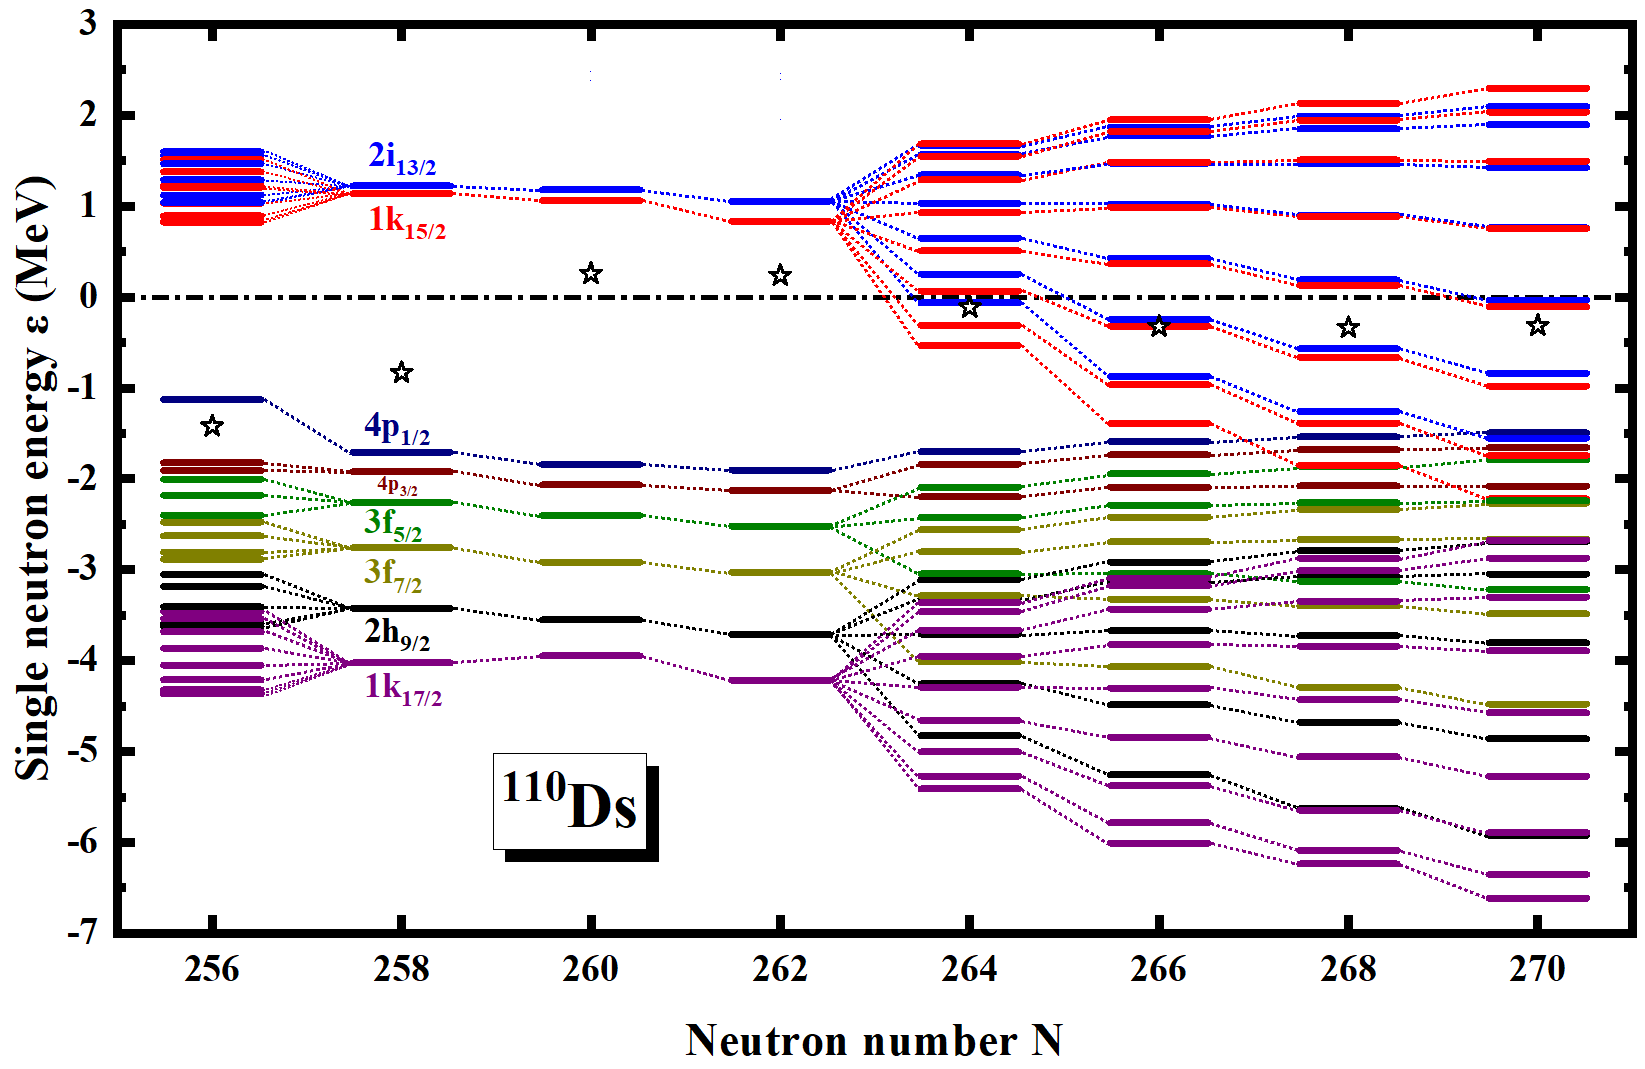 3
2
1
0
-1
-2
-3
-4
-5
-6
-7
Single neutron energy ε (MeV)
2i13/2
1k15/2
4p1/2
4p3/2
3f5/2
3f7/2
2h9/2
1k17/2
110Ds
256 258 260 262 264 266 268 270
Neutron number N